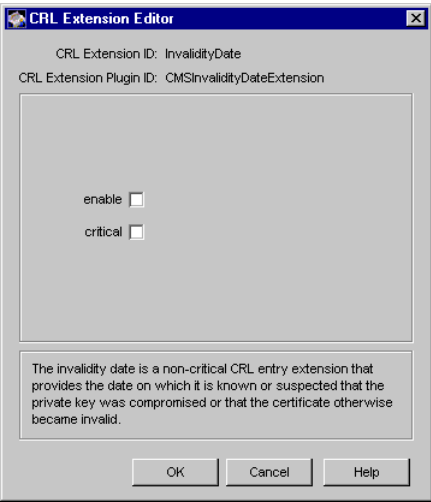 CRL Extension Editor
CRL Extension ID: InvalidityDate
CRL Extension Plugin ID: CMSInvalidityDateExtension
enable
critical
The invalidity date is a non-critical CRL entry extension that
provides the date on which it is known or suspected that the
private key was compromised or that the certificate otherwise
became invalid.
OK Cancel Help